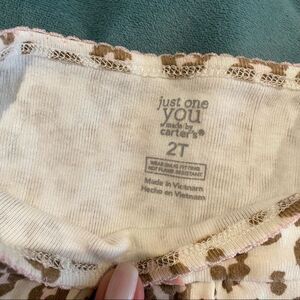 just one
you
made by
carter's®
2T
WEAR SNUG FITTING
NOT FLAME RESISTANT
Made in Vietnam
Hecho en Vietnam